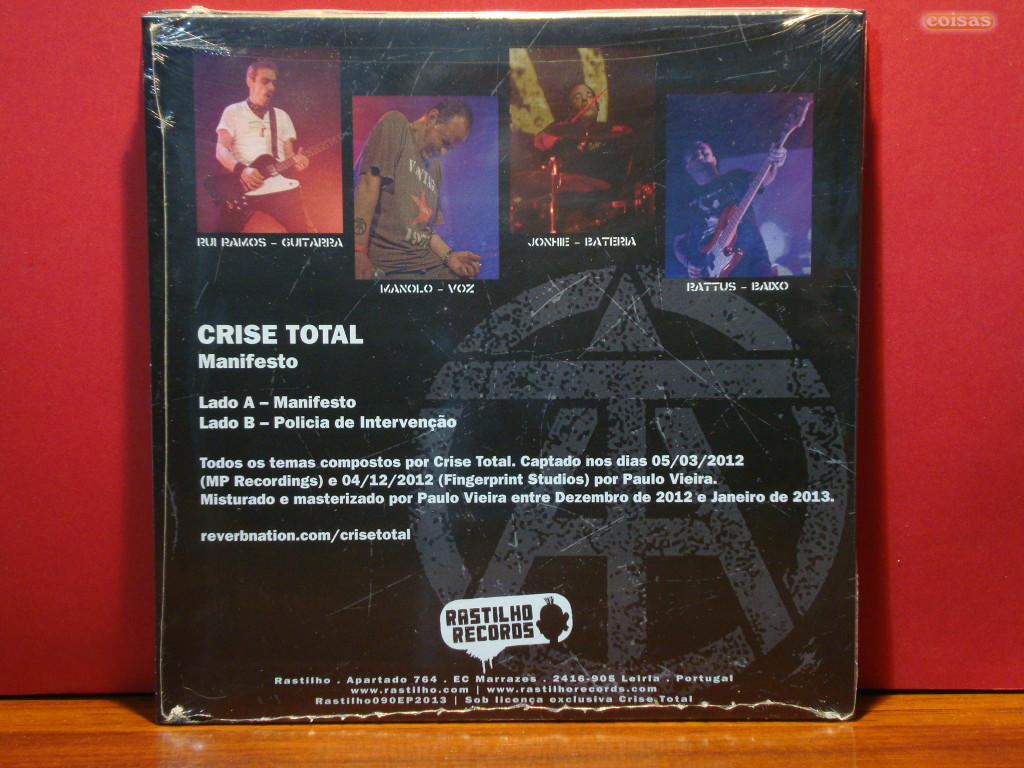 coisas
RUI RAMOS – GUITARRA
MANOLO – VOZ
JONHIE – BATERIA
RATTUS – BAIXO
CRISE TOTAL
Manifesto
Lado A – Manifesto
Lado B – Policia de Intervenção
Todos os temas compostos por Crise Total. Captado nos dias 05/03/2012
(MP Recordings) e 04/12/2012 (Fingerprint Studios) por Paulo Vieira.
Misturado e masterizado por Paulo Vieira entre Dezembro de 2012 e Janeiro de 2013.
reverbnation.com/crisetotal
RASTILHO
RECORDS
Rastilho . Apartado 764 . EC Marrazes . 2416-905 Leiria . Portugal
www.rastilho.com | www.rastilhorecords.com
Rastilho090EP2013 | Sob licença exclusiva Crise Total